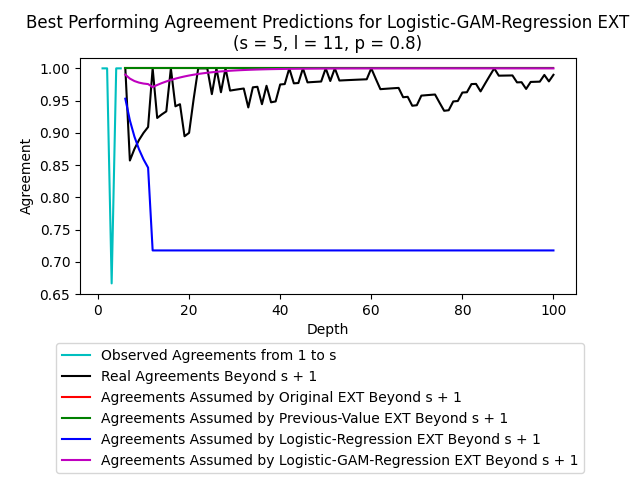 Best Performing Agreement Predictions for Logistic-GAM-Regression EXT
(s = 5, l = 11, p = 0.8)
1.00
0.95
0.90
0.85
0.80
0.75
0.70
0.65
Agreement
0 20 40 60 80 100
Depth
Observed Agreements from 1 to s
Real Agreements Beyond s + 1
Agreements Assumed by Original EXT Beyond s + 1
Agreements Assumed by Previous-Value EXT Beyond s + 1
Agreements Assumed by Logistic-Regression EXT Beyond s + 1
Agreements Assumed by Logistic-GAM-Regression EXT Beyond s + 1